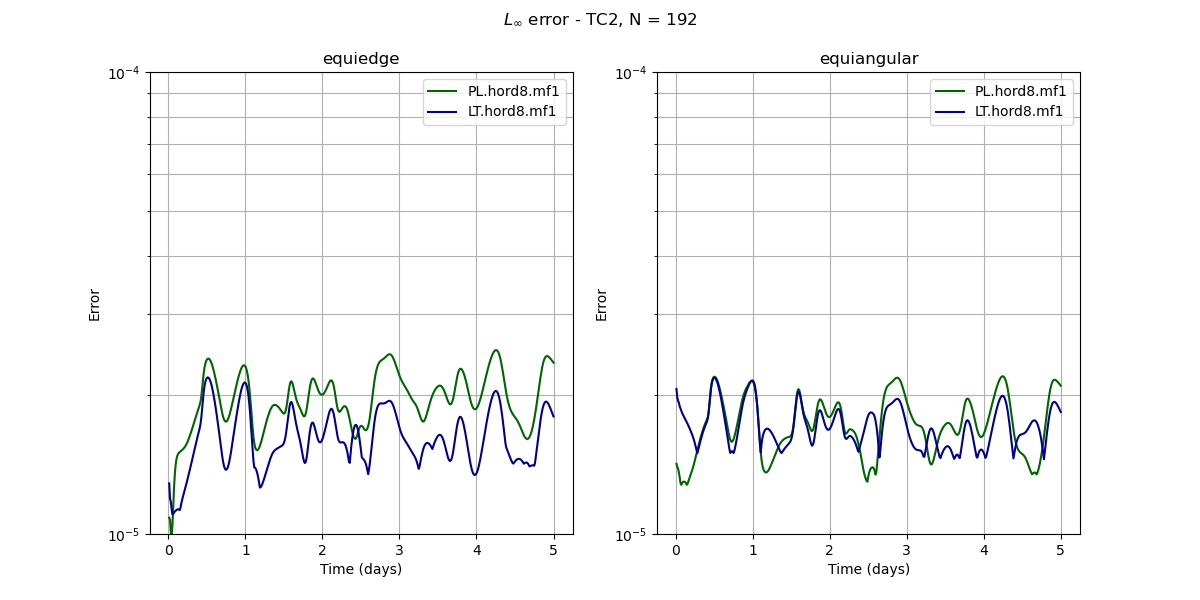 L∞ error - TC2, N = 192
equiedge
10⁻⁴
10⁻⁵
Error
0 1 2 3 4 5
Time (days)
PL.hord8.mf1
LT.hord8.mf1
equiangular
10⁻⁴
10⁻⁵
Error
0 1 2 3 4 5
Time (days)
PL.hord8.mf1
LT.hord8.mf1